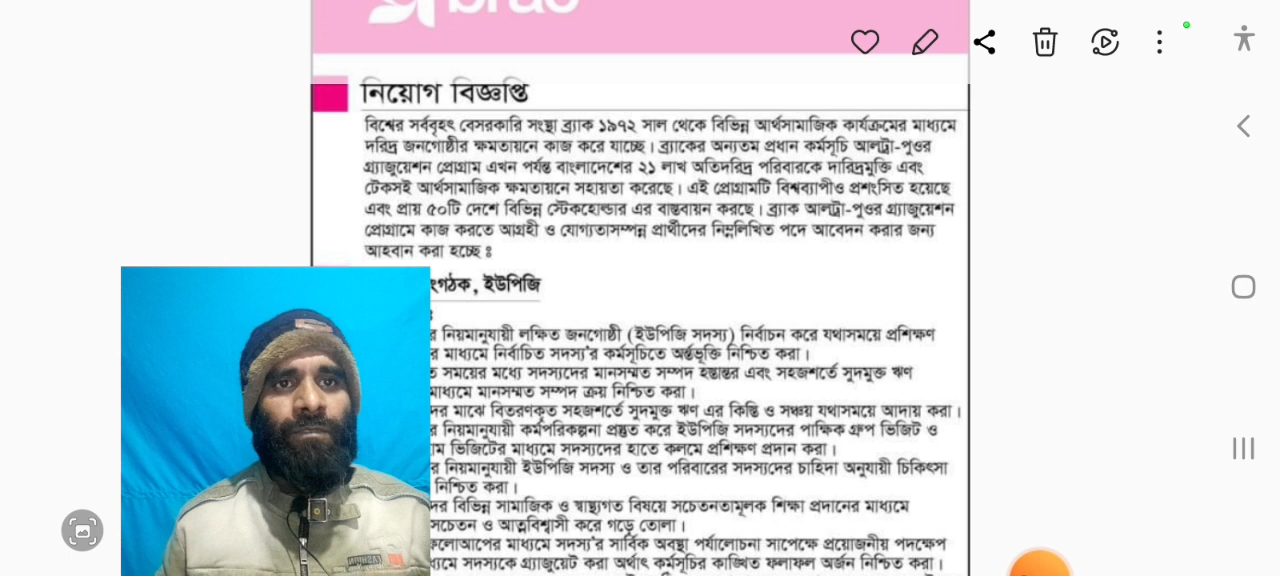 brac
নিয়োগ বিজ্ঞপ্তি
বিশ্বের সর্ববৃহৎ বেসরকারি সংস্থা ব্র্যাক ১৯৭২ সাল থেকে বিভিন্ন আর্থসামাজিক কার্যক্রমের মাধ্যমে
দরিদ্র জনগোষ্ঠীর ক্ষমতায়নে কাজ করে যাচ্ছে। ব্র্যাকের অন্যতম প্রধান কর্মসূচি আলট্রা-পুওর
গ্র্যাজুয়েশন প্রোগ্রাম এখন পর্যন্ত বাংলাদেশের ২১ লাখ অতিদরিদ্র পরিবারকে দারিদ্রমুক্তি এবং
টেকসই আর্থসামাজিক ক্ষমতায়নে সহায়তা করেছে। এই প্রোগ্রামটি বিশ্বব্যাপীও প্রশংসিত হয়েছে
এবং প্রায় ৫০টি দেশে বিভিন্ন স্টেকহোল্ডার এর বাস্তবায়ন করছে। ব্র্যাক আলট্রা-পুওর গ্র্যাজুয়েশন
প্রোগ্রামে কাজ করতে আগ্রহী ও যোগ্যতাসম্পন্ন প্রার্থীদের নিম্নলিখিত পদে আবেদন করার জন্য
আহবান করা হচ্ছে ঃ
ংগঠক, ইউপিজি
র নিয়মানুযায়ী লক্ষিত জনগোষ্ঠী (ইউপিজি সদস্য) নির্বাচন করে যথাসময়ে প্রশিক্ষণ
র মাধ্যমে নির্বাচিত সদস্য'র কর্মসূচিতে অর্ন্তভূক্তি নিশ্চিত করা।
ত সময়ের মধ্যে সদস্যদের মানসম্মত সম্পদ হস্তান্তর এবং সহজশর্তে সুদমুক্ত ঋণ
মাধ্যমে মানসম্মত সম্পদ ক্রয় নিশ্চিত করা।
দের মাঝে বিতরণকৃত সহজশর্তে সুদমুক্ত ঋণ এর কিস্তি ও সঞ্চয় যথাসময়ে আদায় করা।
র নিয়মানুযায়ী কর্মপরিকল্পনা প্রস্তুত করে ইউপিজি সদস্যদের পাক্ষিক গ্রুপ ভিজিট ও
াম ভিজিটের মাধ্যমে সদস্যদের হাতে কলমে প্রশিক্ষণ প্রদান করা।
র নিয়মানুযায়ী ইউপিজি সদস্য ও তার পরিবারের সদস্যদের চাহিদা অনুযায়ী চিকিৎসা
নিশ্চিত করা।
দের বিভিন্ন সামাজিক ও স্বাস্থ্যগত বিষয়ে সচেতনতামূলক শিক্ষা প্রদানের মাধ্যমে
সচেতন ও আত্নবিশ্বাসী করে গড়ে তোলা।
ফলোআপের মাধ্যমে সদস্য'র সার্বিক অবস্থা পর্যালোচনা সাপেক্ষে প্রয়োজনীয় পদক্ষেপ
ধ্যমে সদস্যকে গ্র্যাজুয়েট করা অর্থাৎ কর্মসূচির কাঙ্খিত ফলাফল অর্জন নিশ্চিত করা।